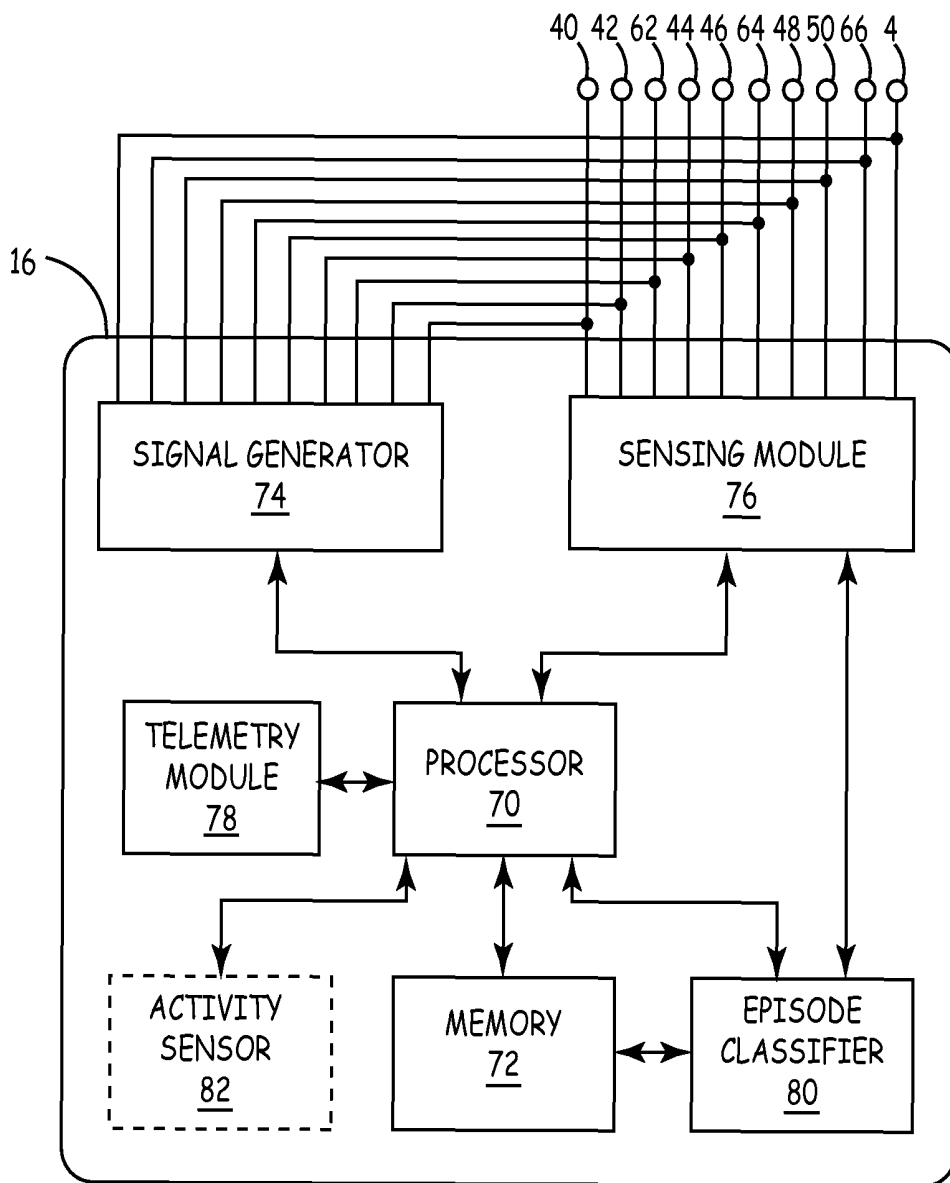 40 42 62 44 46 64 48 50 66 4
16
SIGNAL GENERATOR
74
SENSING MODULE
76
TELEMETRY
MODULE
78
PROCESSOR
70
ACTIVITY
SENSOR
82
MEMORY
72
EPISODE
CLASSIFIER
80